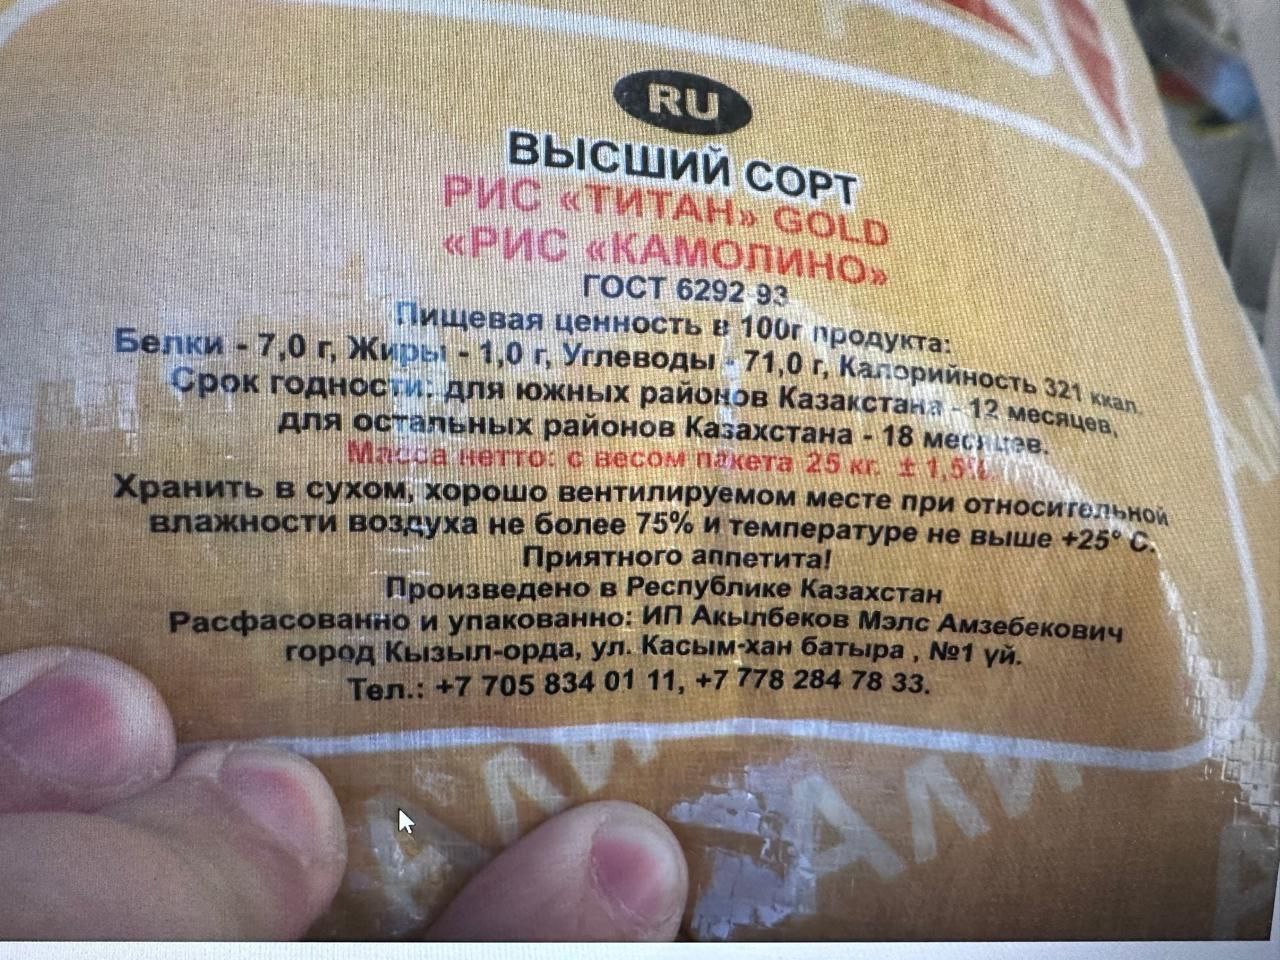 RU
ВЫСШИЙ СОРТ
РИС «ТИТАН» GOLD
«РИС «КАМОЛИНО»
ГОСТ 6292-93
Пищевая ценность в 100г продукта:
Белки - 7,0 г, Жиры - 1,0 г, Углеводы - 71,0 г, Калорийность 321 ккал.
Срок годности: для южных районов Казакстана - 12 месяцев,
для остальных районов Казахстана - 18 месяцев.
Масса нетто: с весом пакета 25 кг. ± 1,5%
Хранить в сухом, хорошо вентилируемом месте при относительной
влажности воздуха не более 75% и температуре не выше +25° С.
Приятного аппетита!
Произведено в Республике Казахстан
Расфасованно и упакованно: ИП Акылбеков Мэлс Амзебекович
город Кызыл-орда, ул. Касым-хан батыра , №1 үй.
Тел.: +7 705 834 01 11, +7 778 284 78 33.
Али
Али